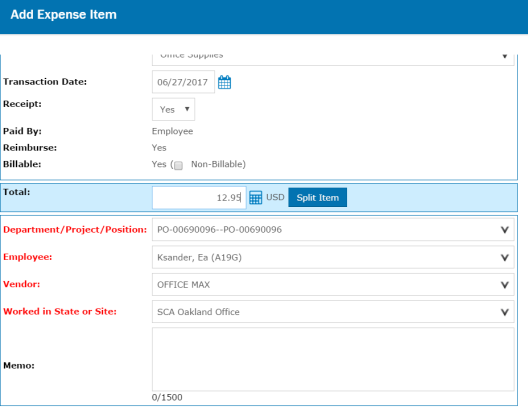 Add Expense Item
Office Supplies
Transaction Date: 06/27/2017
Receipt: Yes
Paid By: Employee
Reimburse: Yes
Billable: Yes ( Non-Billable)
Total: 12.95 USD Split Item
Department/Project/Position: PO-00690096--PO-00690096
Employee: Ksander, Ea (A19G)
Vendor: OFFICE MAX
Worked in State or Site: SCA Oakland Office
Memo:
0/1500